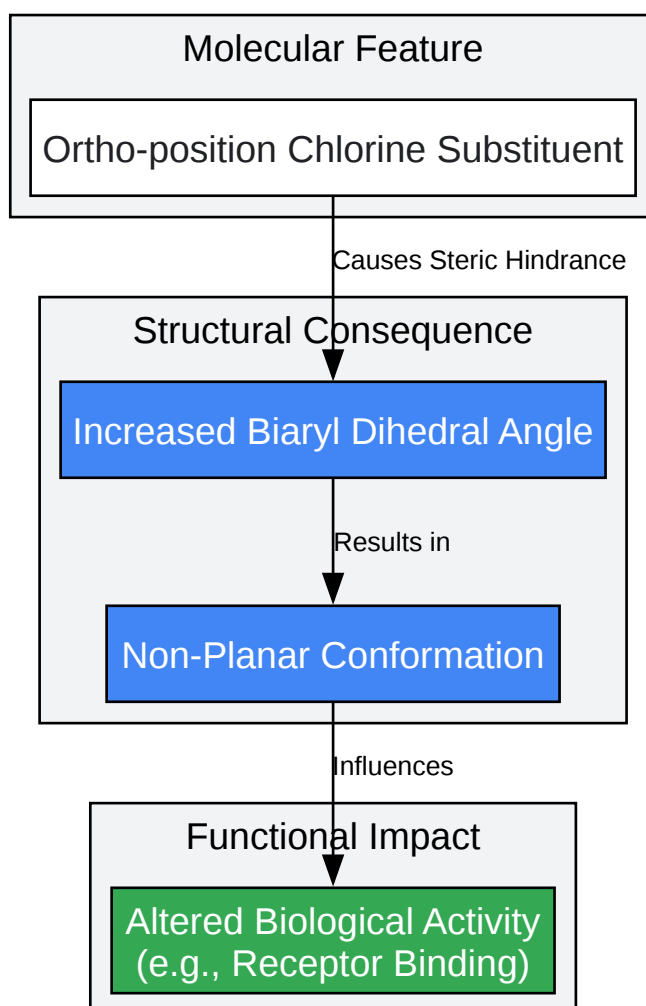 Molecular Feature
Ortho-position Chlorine Substituent
Causes Steric Hindrance
Structural Consequence
Increased Biaryl Dihedral Angle
Results in
Non-Planar Conformation
Influences
Functional Impact
Altered Biological Activity
(e.g., Receptor Binding)